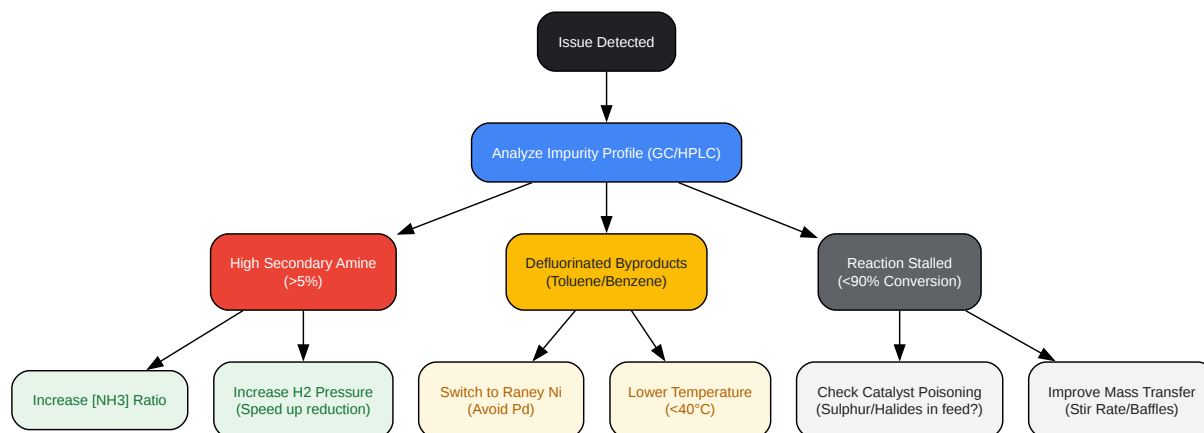 Issue Detected
Analyze Impurity Profile (GC/HPLC)
High Secondary Amine
(>5%)
Defluorinated Byproducts
(Toluene/Benzene)
Reaction Stalled
(<90% Conversion)
Increase [NH3] Ratio
Increase H2 Pressure
(Speed up reduction)
Switch to Raney Ni
(Avoid Pd)
Lower Temperature
(<40°C)
Check Catalyst Poisoning
(Sulphur/Halides in feed?)
Improve Mass Transfer
(Stir Rate/Baffles)